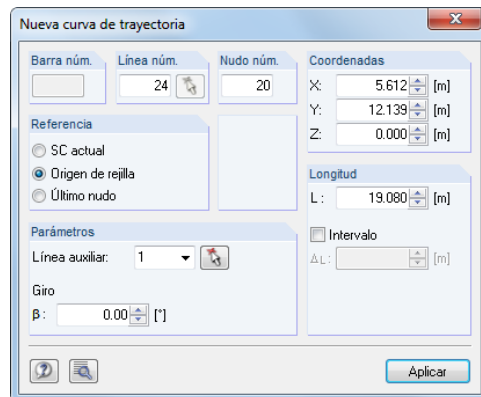 Nueva curva de trayectoria
Barra núm.
Línea núm.
24
Nudo núm.
20
Coordenadas
X: 5.612 [m]
Y: 12.139 [m]
Z: 0.000 [m]
Referencia
SC actual
Origen de rejilla
Último nudo
Longitud
L : 19.080 [m]
Intervalo
ΔL : [m]
Parámetros
Línea auxiliar: 1
Giro
β : 0.00 [°]
Aplicar